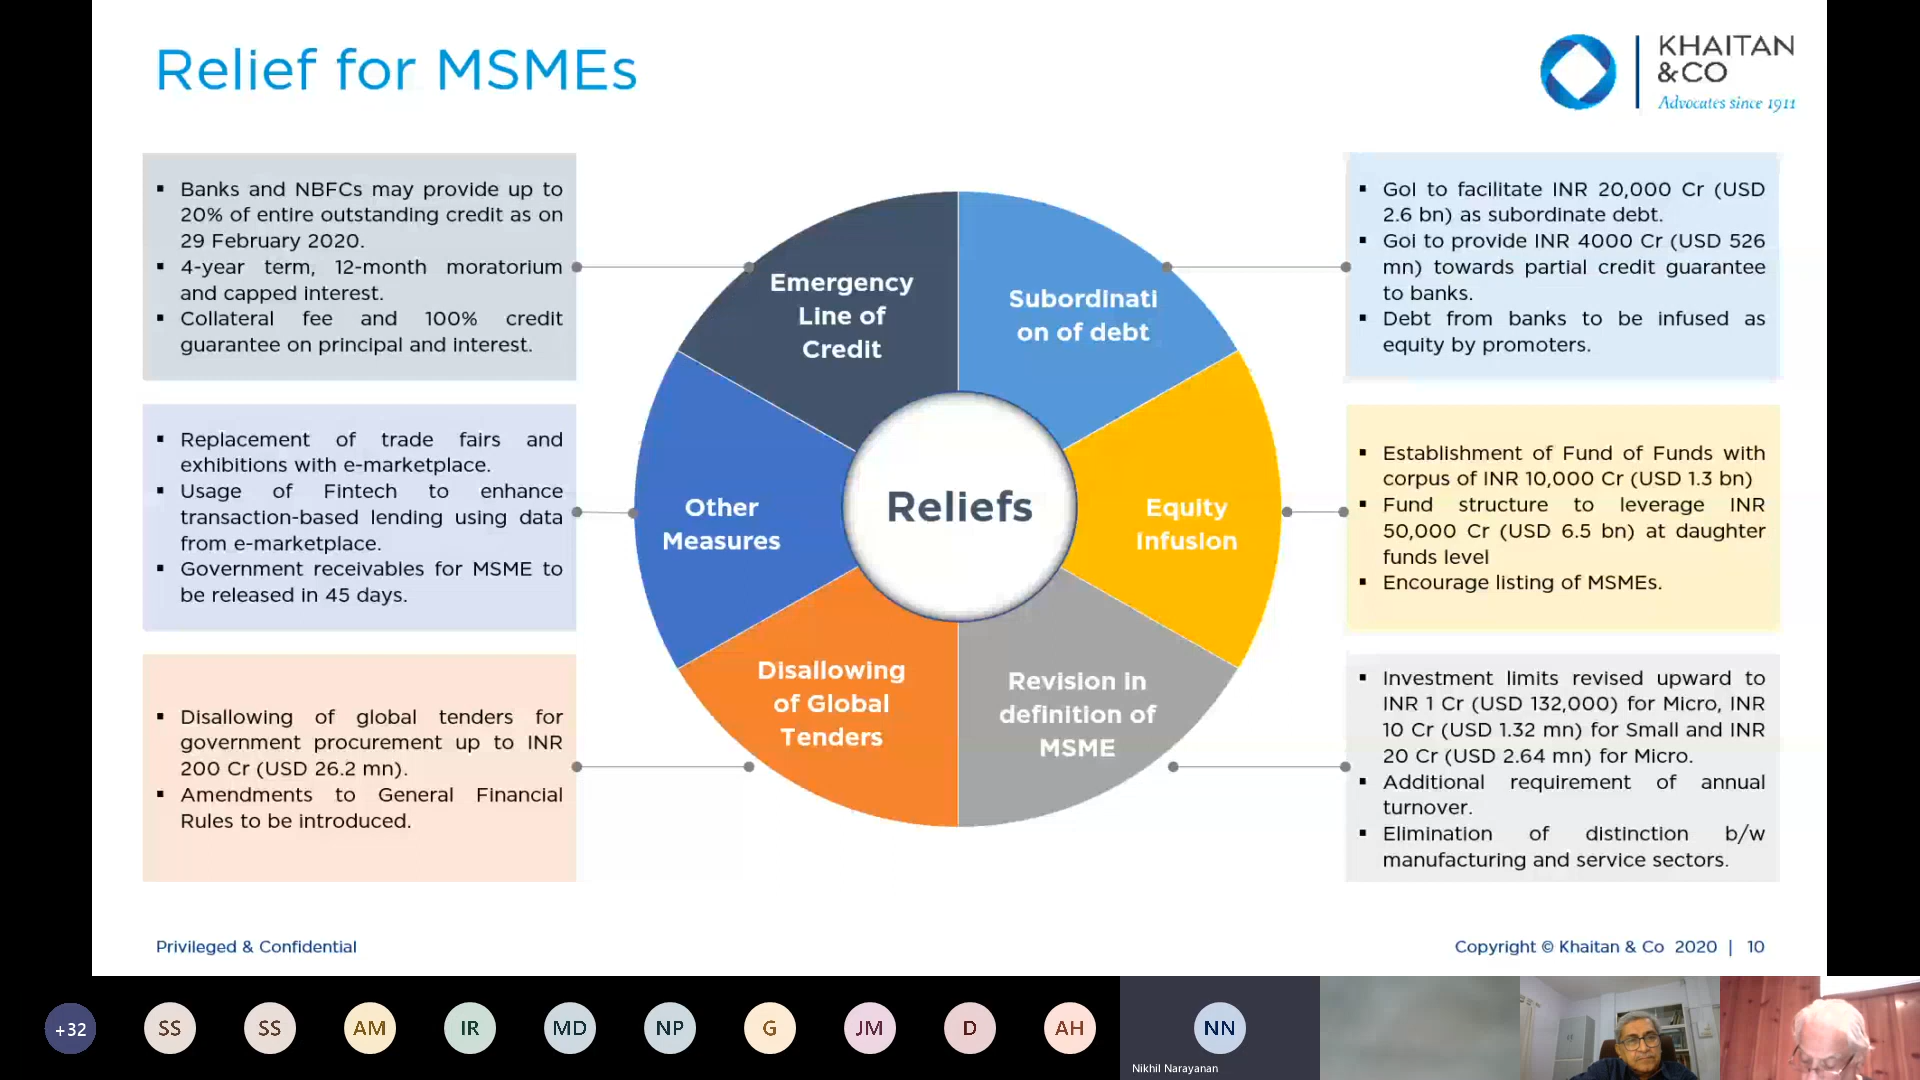 Relief for MSMEs
KHAITAN
&CO
Advocates since 1911
▪ Banks and NBFCs may provide up to
20% of entire outstanding credit as on
29 February 2020.
▪ 4-year term, 12-month moratorium
and capped interest.
▪ Collateral fee and 100% credit
guarantee on principal and interest.
▪ Replacement of trade fairs and
exhibitions with e-marketplace.
▪ Usage of Fintech to enhance
transaction-based lending using data
from e-marketplace.
▪ Government receivables for MSME to
be released in 45 days.
▪ Disallowing of global tenders for
government procurement up to INR
200 Cr (USD 26.2 mn).
▪ Amendments to General Financial
Rules to be introduced.
Emergency
Line of
Credit
Subordinati
on of debt
Other
Measures
Reliefs
Equity
Infusion
Disallowing
of Global
Tenders
Revision in
definition of
MSME
▪ GoI to facilitate INR 20,000 Cr (USD
2.6 bn) as subordinate debt.
▪ Goi to provide INR 4000 Cr (USD 526
mn) towards partial credit guarantee
to banks.
▪ Debt from banks to be infused as
equity by promoters.
▪ Establishment of Fund of Funds with
corpus of INR 10,000 Cr (USD 1.3 bn)
▪ Fund structure to leverage INR
50,000 Cr (USD 6.5 bn) at daughter
funds level
▪ Encourage listing of MSMEs.
▪ Investment limits revised upward to
INR 1 Cr (USD 132,000) for Micro, INR
10 Cr (USD 1.32 mn) for Small and INR
20 Cr (USD 2.64 mn) for Micro.
▪ Additional requirement of annual
turnover.
▪ Elimination of distinction b/w
manufacturing and service sectors.
Privileged & Confidential
Copyright © Khaitan & Co 2020 | 10
+32 SS SS AM IR MD NP G JM D AH NN
Nikhil Narayanan